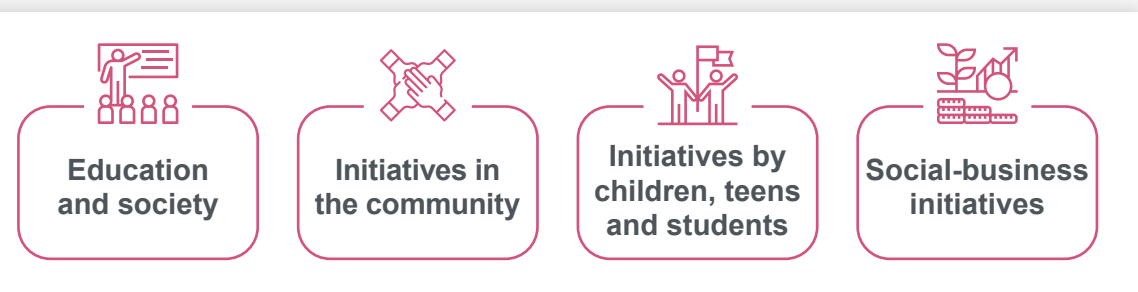 Education
and society
Initiatives in
the community
Initiatives by
children, teens
and students
Social-business
initiatives